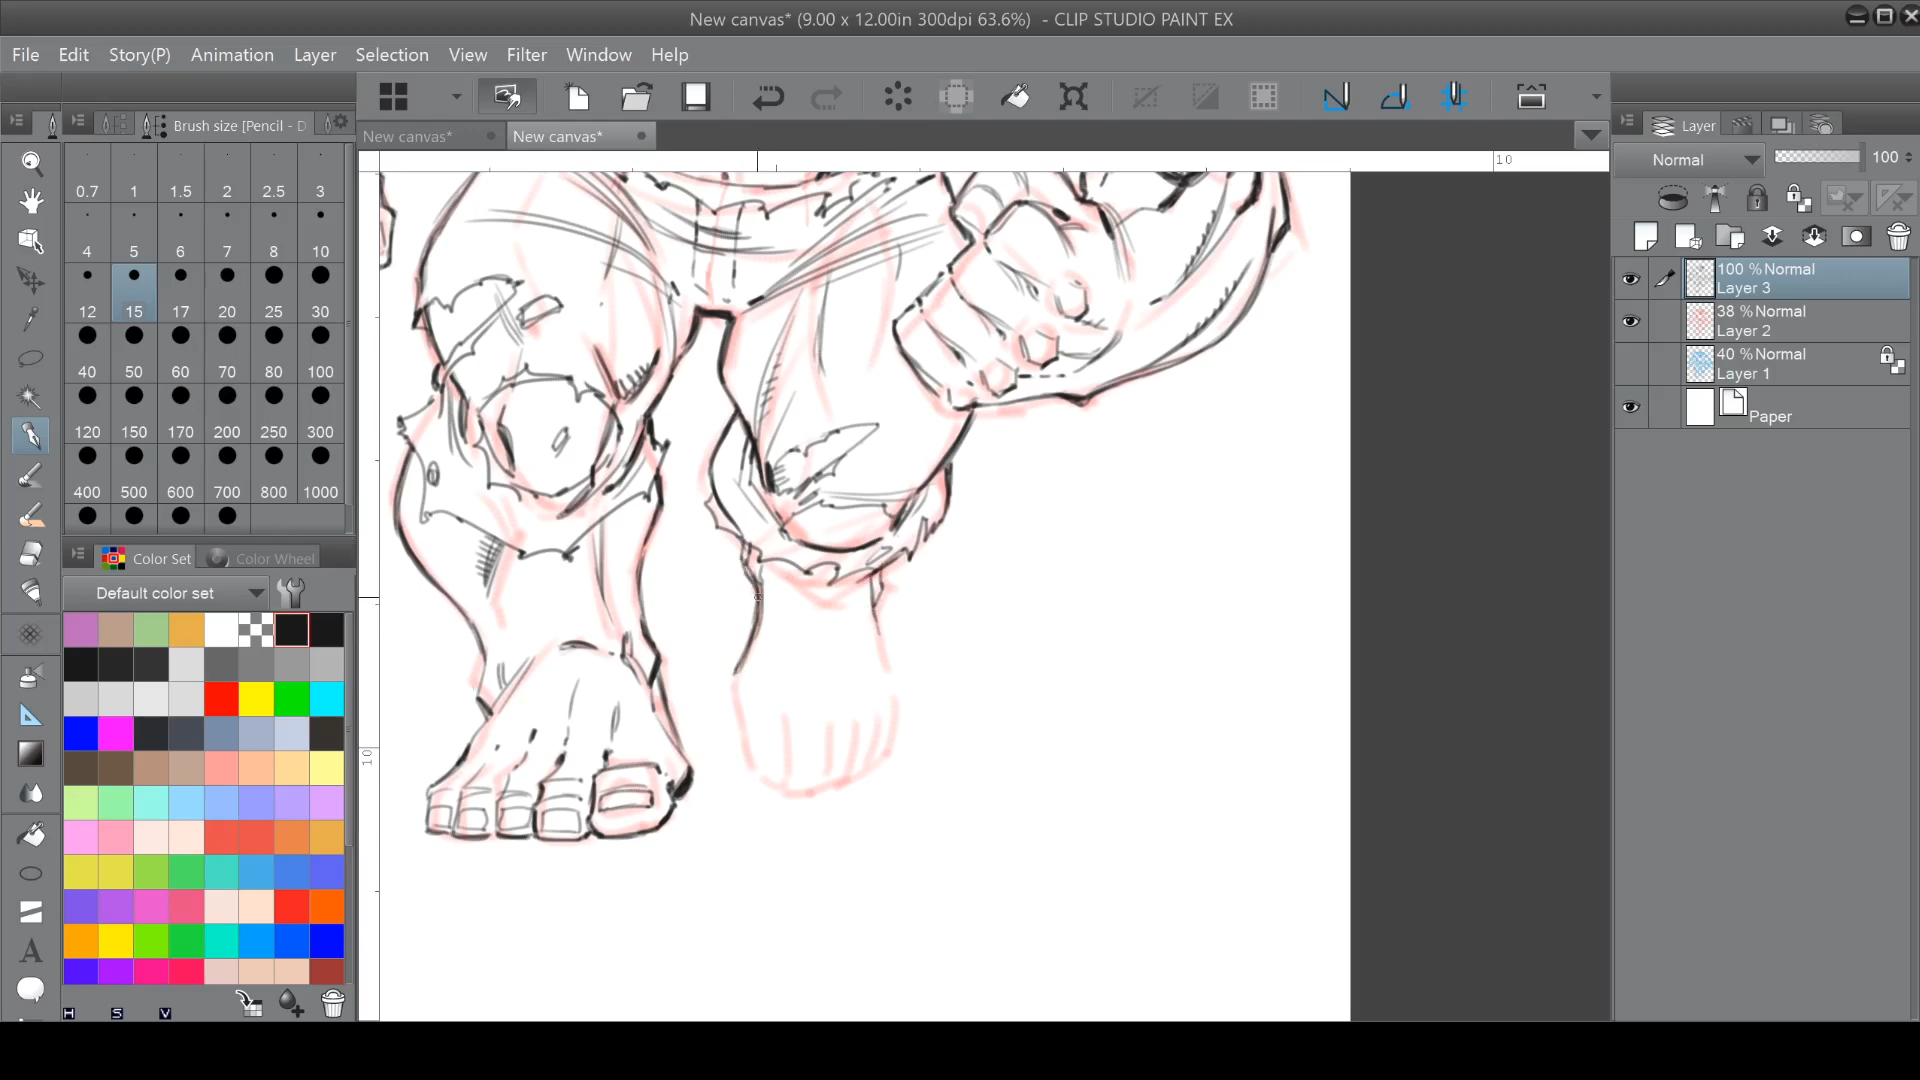 New canvas* (9.00 x 12.00in 300dpi 63.6%) - CLIP STUDIO PAINT EX
File Edit Story(P) Animation Layer Selection View Filter Window Help
Brush size [Pencil - D
New canvas*
New canvas*
Layer
Normal 100
0.7 1 1.5 2 2.5 3
4 5 6 7 8 10
12 15 17 20 25 30
40 50 60 70 80 100
120 150 170 200 250 300
400 500 600 700 800 1000
10
10
100 % Normal
Layer 3
38 % Normal
Layer 2
40 % Normal
Layer 1
Paper
Color Set Color Wheel
Default color set
H S V